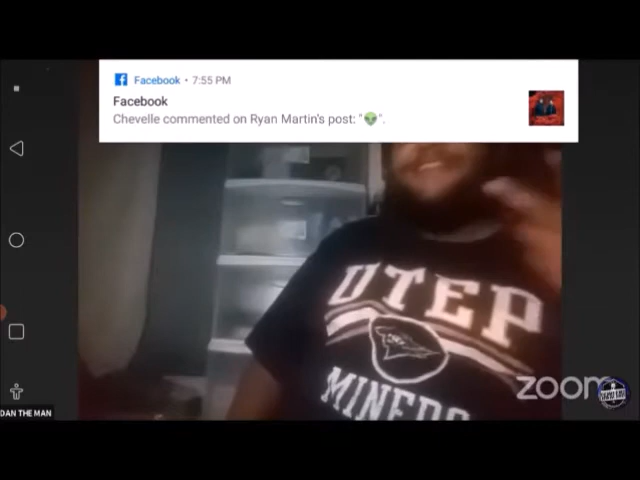 Facebook • 7:55 PM
Facebook
Chevelle commented on Ryan Martin's post: "👽".
UTEP
MINERS
zoom
DAN THE MAN